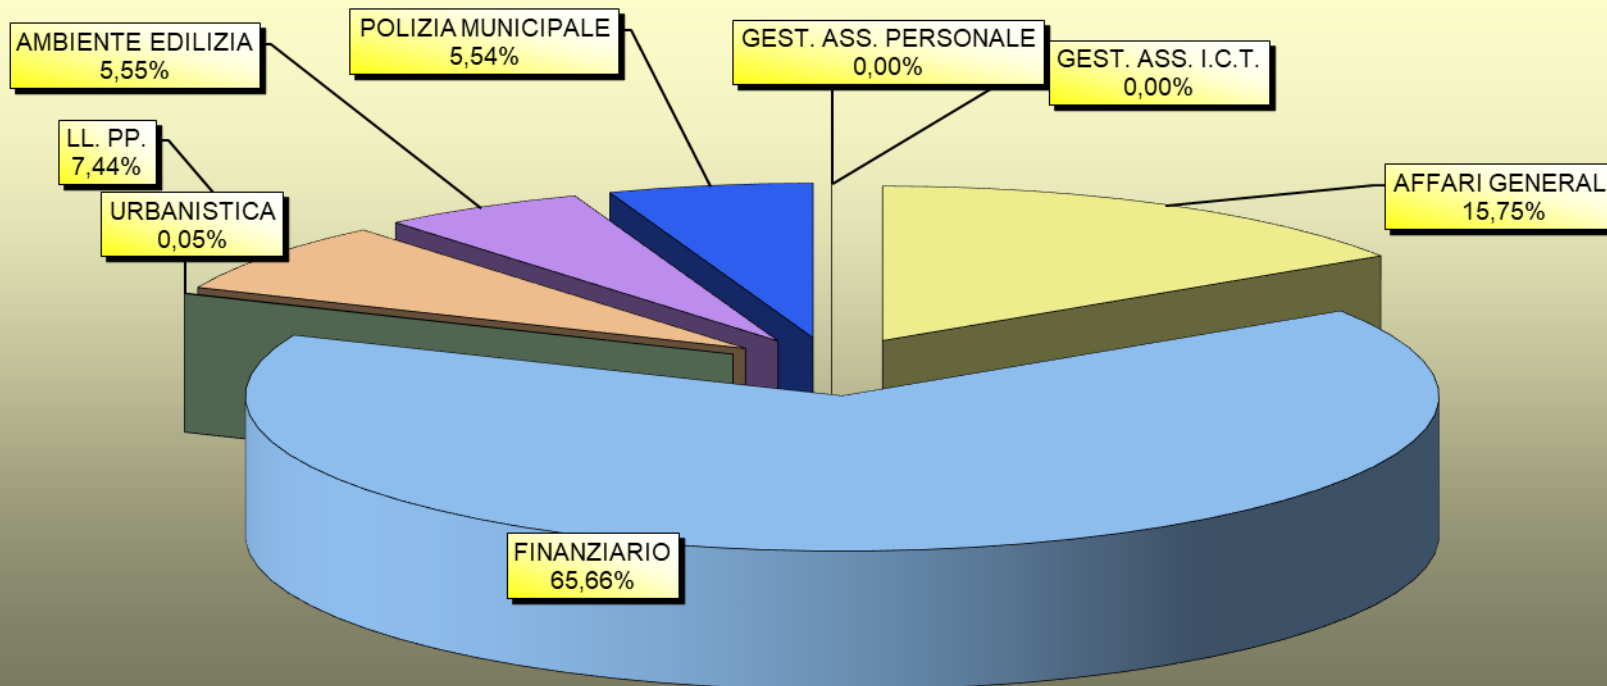 POLIZIA MUNICIPALE
5,54%
AMBIENTE EDILIZIA
5,55%
GEST. ASS. PERSONALE
0,00%
GEST. ASS. I.C.T.
0,00%
LL. PP.
7,44%
URBANISTICA
0,05%
AFFARI GENERAL
15,75%
FINANZIARIO
65,66%